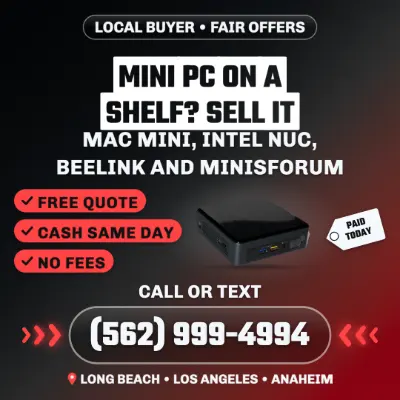 LOCAL BUYER • FAIR OFFERS
MINI PC ON A
SHELF? SELL IT
MAC MINI, INTEL NUC,
BEELINK AND MINISFORUM
FREE QUOTE
CASH SAME DAY
NO FEES
PAID
TODAY
CALL OR TEXT
(562) 999-4994
LONG BEACH • LOS ANGELES • ANAHEIM